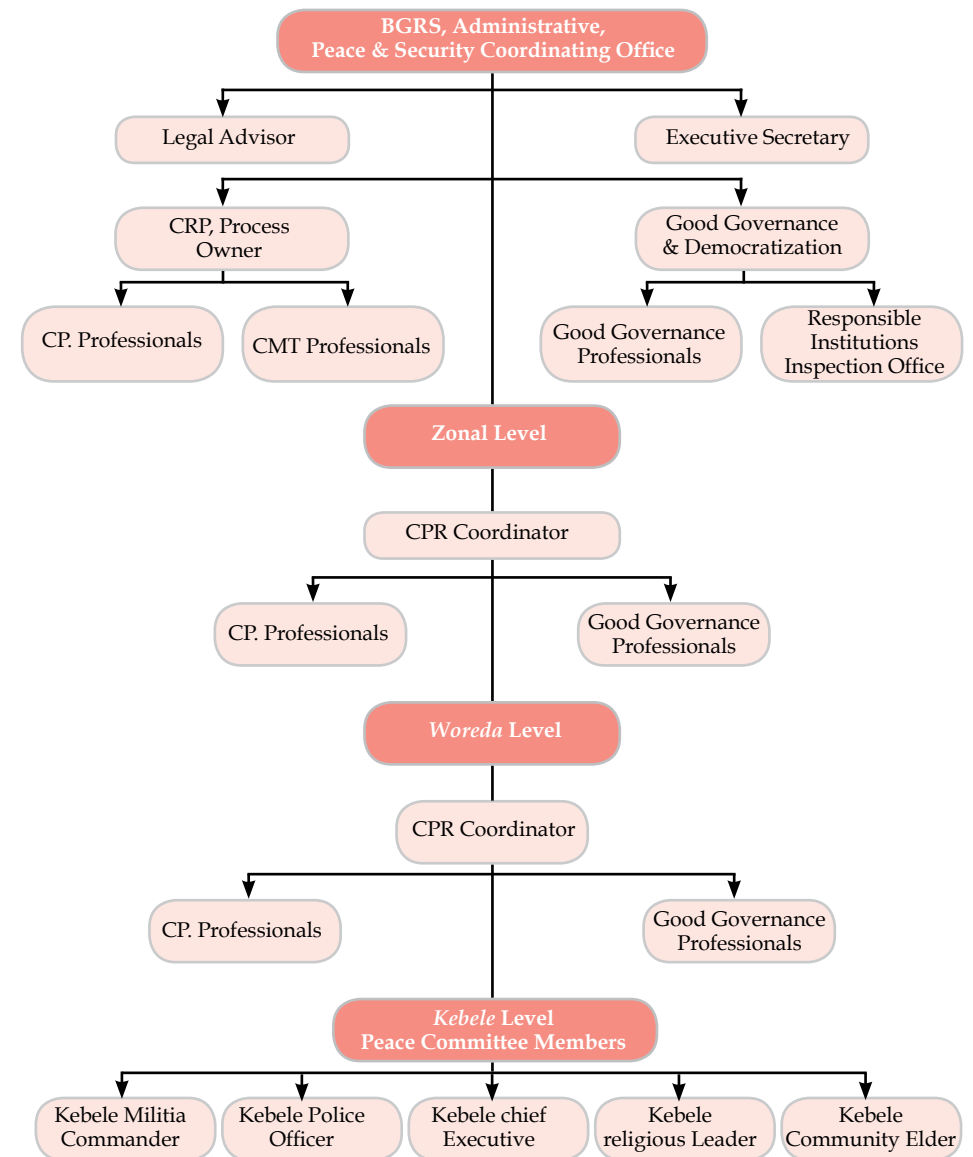 BGRS, Administrative,
Peace & Security Coordinating Office
Legal Advisor
Executive Secretary
CRP, Process
Owner
Good Governance
& Democratization
CP. Professionals
CMT Professionals
Good Governance
Professionals
Responsible
Institutions
Inspection Office
Zonal Level
CPR Coordinator
CP. Professionals
Good Governance
Professionals
Woreda Level
CPR Coordinator
CP. Professionals
Good Governance
Professionals
Kebele Level
Peace Committee Members
Kebele Militia
Commander
Kebele Police
Officer
Kebele chief
Executive
Kebele
religious Leader
Kebele
Community Elder